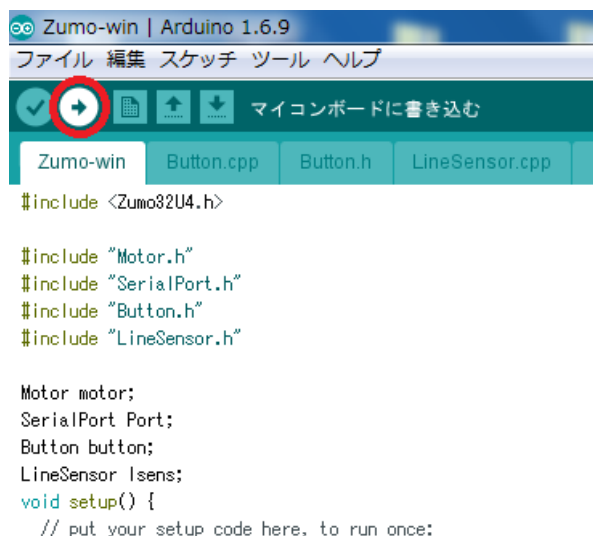 Zumo-win | Arduino 1.6.9
ファイル 編集 スケッチ ツール ヘルプ
マイコンボードに書き込む
Zumo-win Button.cpp Button.h LineSensor.cpp
#include <Zumo32U4.h>
#include "Motor.h"
#include "SerialPort.h"
#include "Button.h"
#include "LineSensor.h"
Motor motor;
SerialPort Port;
Button button;
LineSensor lsens;
void setup() {
// put your setup code here, to run once: